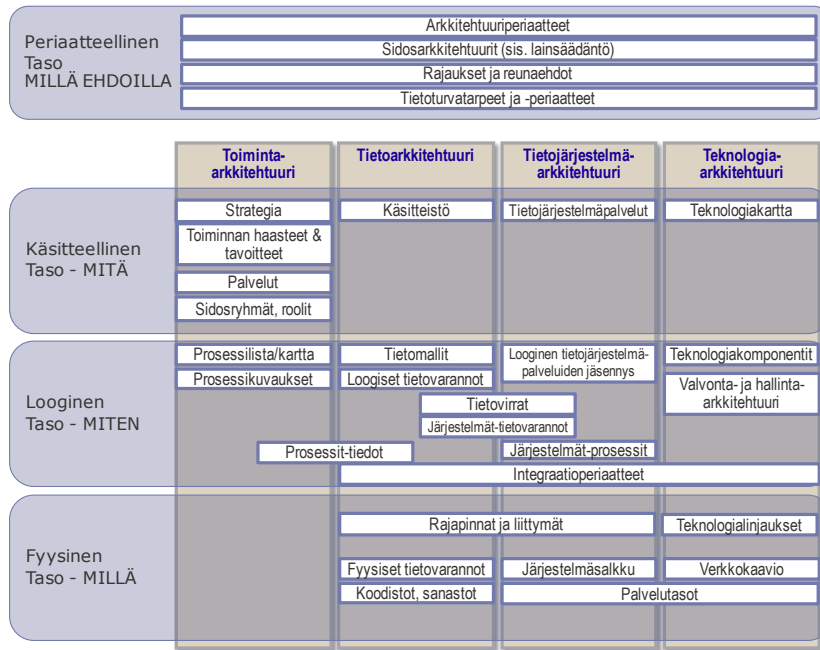 Periaatteellinen
Taso
MILLÄ EHDOILLA
Arkkitehtuuriperiaatteet
Sidosarkkitehtuurit (sis. lainsäädäntö)
Rajaukset ja reunaehdot
Tietoturvatarpeet ja -periaatteet
Toiminta-
arkkitehtuuri
Tietoarkkitehtuuri
Tietojärjestelmä-
arkkitehtuuri
Teknologia-
arkkitehtuuri
Käsitteellinen
Taso - MITÄ
Strategia
Käsitteistö
Tietojärjestelmäpalvelut
Teknologiakartta
Toiminnan haasteet &
tavoitteet
Palvelut
Sidosryhmät, roolit
Looginen
Taso - MITEN
Prosessilista/kartta
Tietomallit
Looginen tietojärjestelmä-
palveluiden jäsennys
Teknologiakomponentit
Prosessikuvaukset
Loogiset tietovarannot
Valvonta- ja hallinta-
arkkitehtuuri
Tietovirrat
Järjestelmät-tietovarannot
Prosessit-tiedot
Järjestelmät-prosessit
Integraatioperiaatteet
Fyysinen
Taso - MILLÄ
Rajapinnat ja liittymät
Teknologialinjaukset
Fyysiset tietovarannot
Järjestelmäsalkku
Verkkokaavio
Koodistot, sanastot
Palvelutasot